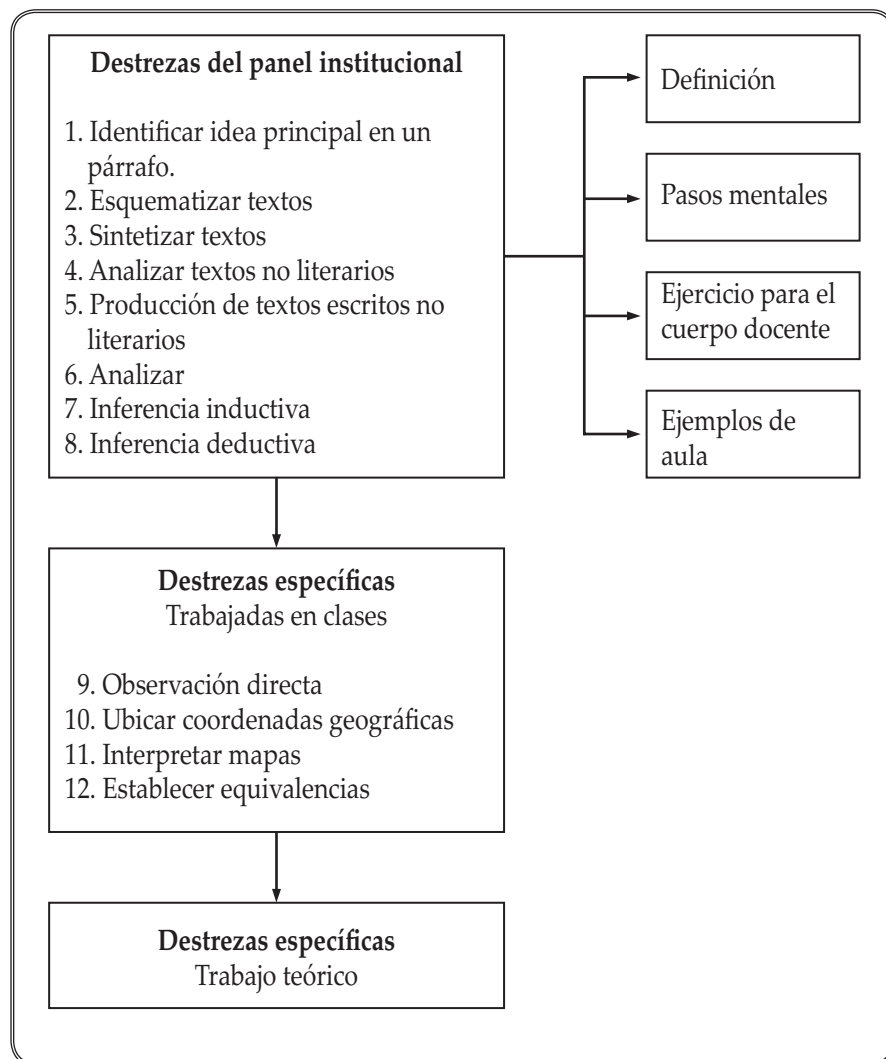 Destrezas del panel institucional
1. Identificar idea principal en un
párrafo.
2. Esquematizar textos
3. Sintetizar textos
4. Analizar textos no literarios
5. Producción de textos escritos no
literarios
6. Analizar
7. Inferencia inductiva
8. Inferencia deductiva
Definición
Pasos mentales
Ejercicio para el
cuerpo docente
Ejemplos de
aula
Destrezas específicas
Trabajadas en clases
9. Observación directa
10. Ubicar coordenadas geográficas
11. Interpretar mapas
12. Establecer equivalencias
Destrezas específicas
Trabajo teórico